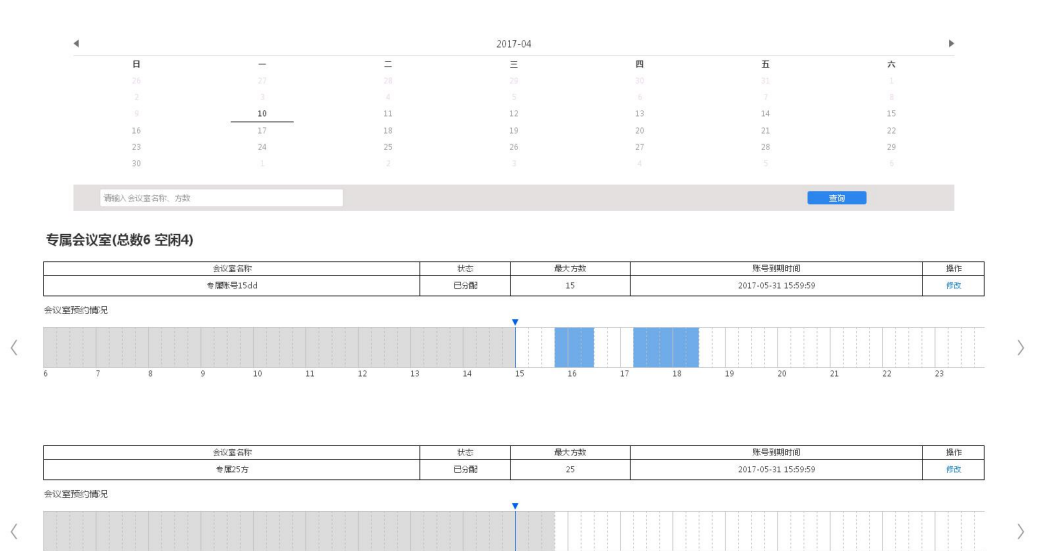 2017-04
日 一 二 三 四 五 六
26 27 28 29 30 31 1
2 3 4 5 6 7 8
9 10 11 12 13 14 15
16 17 18 19 20 21 22
23 24 25 26 27 28 29
30 1 2 3 4 5 6
请输入会议室名称、方数 查询
专属会议室(总数6 空闲4)
会议室名称 状态 最大方数 账号到期时间 操作
专属账号15dd 已分配 15 2017-05-31 15:59:59 修改
会议室预约情况
6 7 8 9 10 11 12 13 14 15 16 17 18 19 20 21 22 23
会议室名称 状态 最大方数 账号到期时间 操作
专属25方 已分配 25 2017-05-31 15:59:59 修改
会议室预约情况